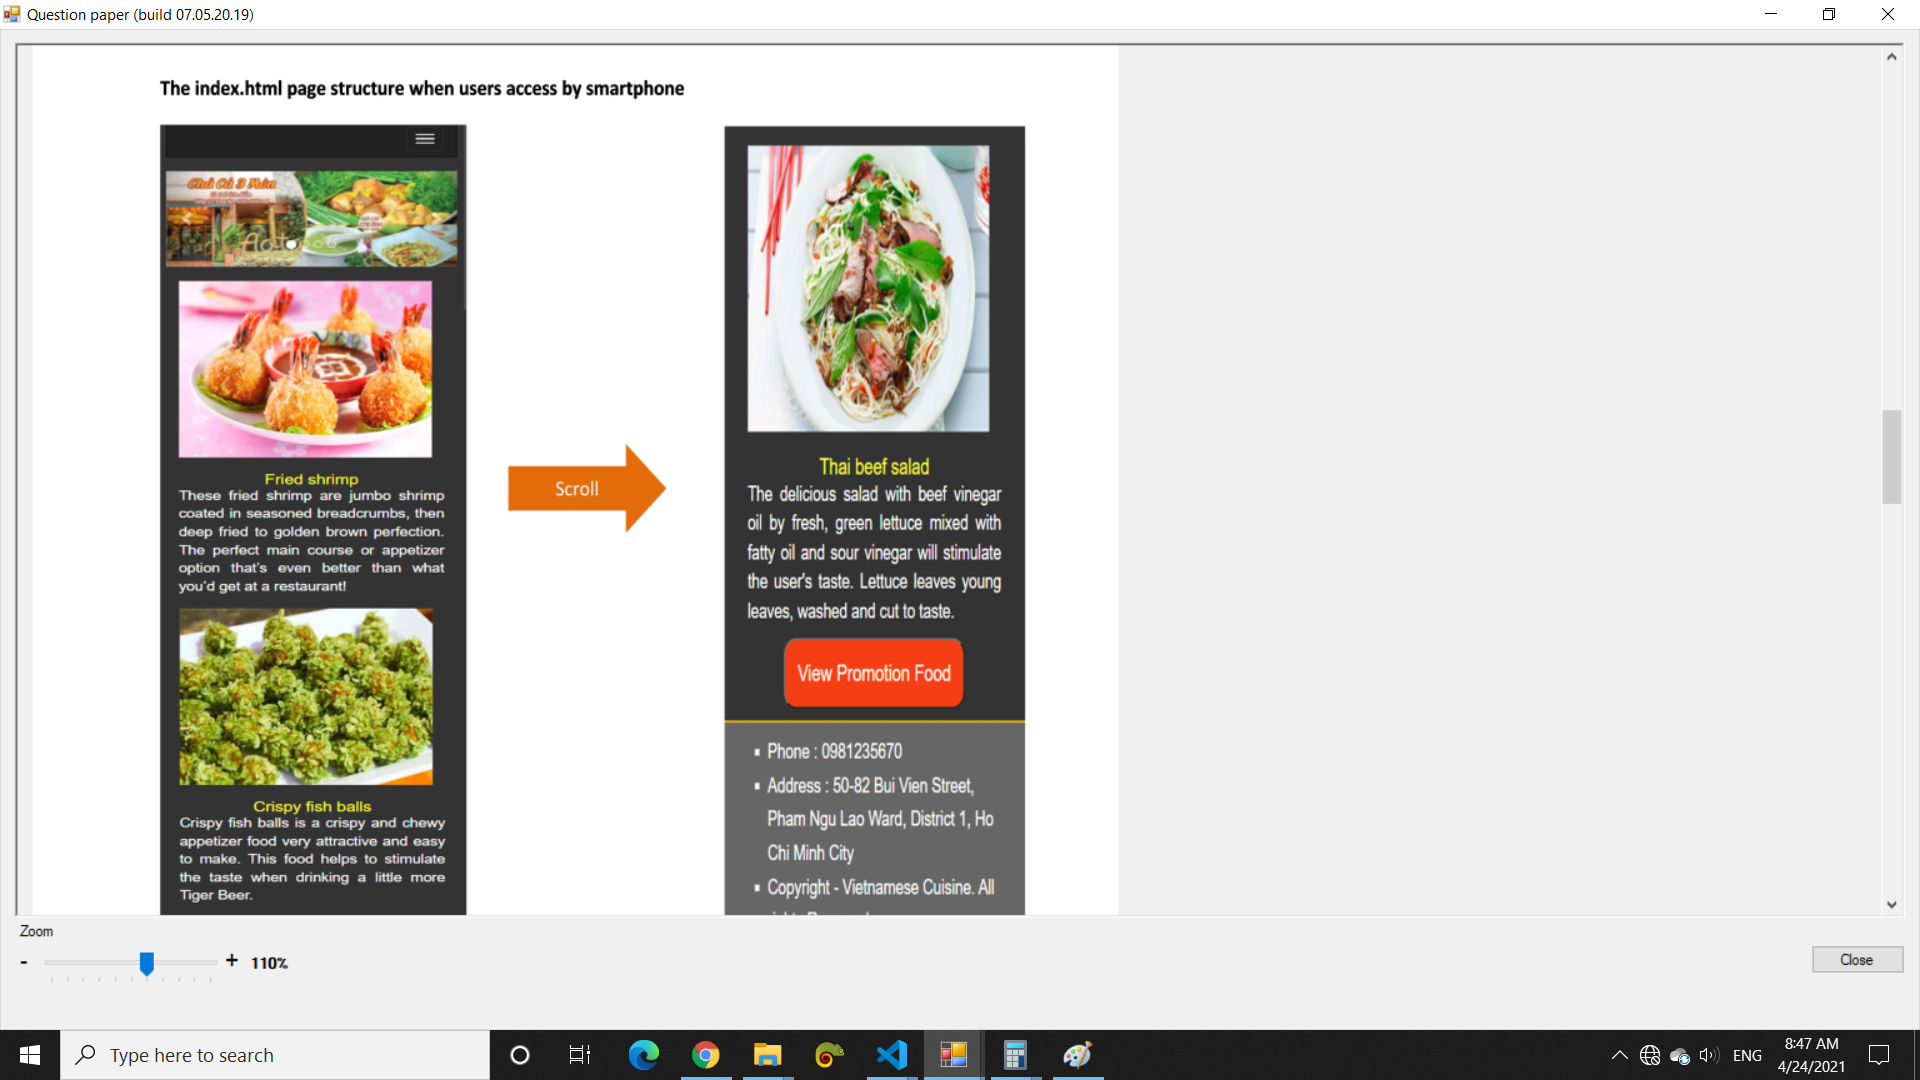 Question paper (build 07.05.20.19)
The index.html page structure when users access by smartphone
Chả Cá 3 Miền
Fried shrimp
These fried shrimp are jumbo shrimp
coated in seasoned breadcrumbs, then
deep fried to golden brown perfection.
The perfect main course or appetizer
option that's even better than what
you'd get at a restaurant!
Crispy fish balls
Crispy fish balls is a crispy and chewy
appetizer food very attractive and easy
to make. This food helps to stimulate
the taste when drinking a little more
Tiger Beer.
Scroll
Thai beef salad
The delicious salad with beef vinegar
oil by fresh, green lettuce mixed with
fatty oil and sour vinegar will stimulate
the user's taste. Lettuce leaves young
leaves, washed and cut to taste.
View Promotion Food
▪ Phone : 0981235670
▪ Address : 50-82 Bui Vien Street,
Pham Ngu Lao Ward, District 1, Ho
Chi Minh City
▪ Copyright - Vietnamese Cuisine. All
Zoom
- + 110%
Close
Type here to search
ENG
8:47 AM
4/24/2021